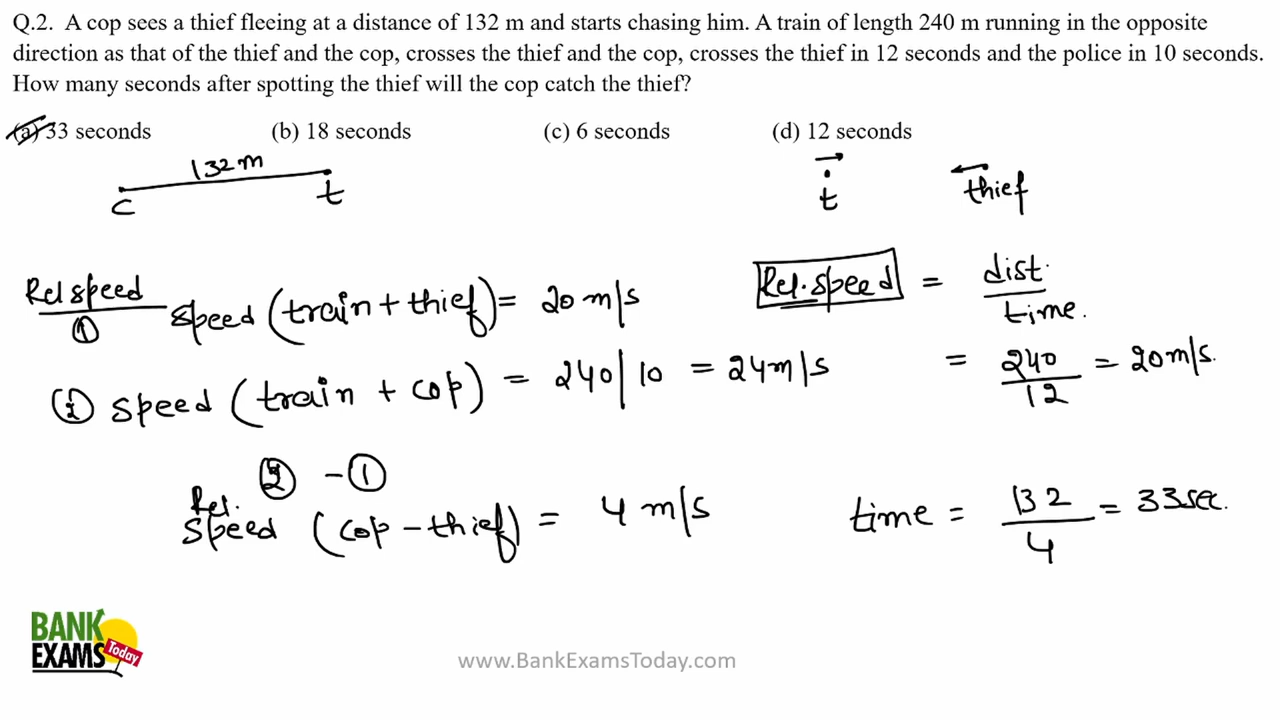 Q.2. A cop sees a thief fleeing at a distance of 132 m and starts chasing him. A train of length 240 m running in the opposite
direction as that of the thief and the cop, crosses the thief and the cop, crosses the thief in 12 seconds and the police in 10 seconds.
How many seconds after spotting the thief will the cop catch the thief?
(a) 33 seconds (b) 18 seconds (c) 6 seconds (d) 12 seconds
132 m
c t
t thief
Rel speed
① speed (train + thief) = 20 m/s
Rel. speed = dist.
time.
② speed (train + cop) = 240/10 = 24 m/s
= 240/12 = 20 m/s.
② - ①
Rel.
speed (cop - thief) = 4 m/s
time = 132/4 = 33 sec.
BANK
EXAMS Today
www.BankExamsToday.com